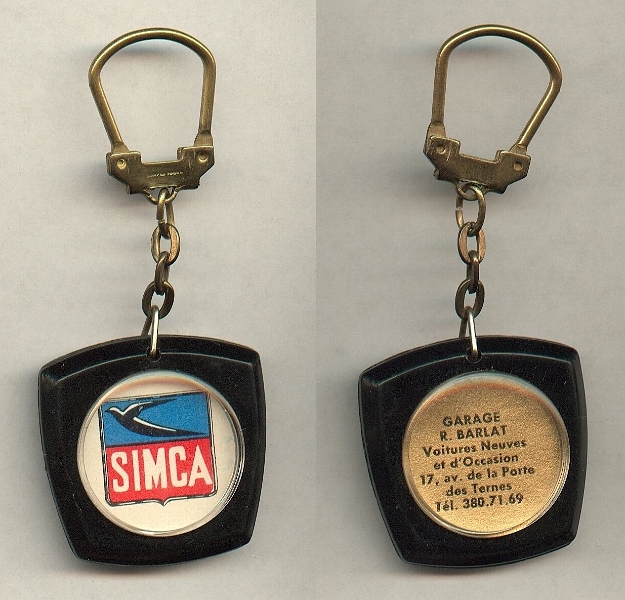 SIMCA
GARAGE
R. BARLAT
Voitures Neuves
et d'Occasion
17, av. de la Porte
des Ternes
Tél. 380.71.69